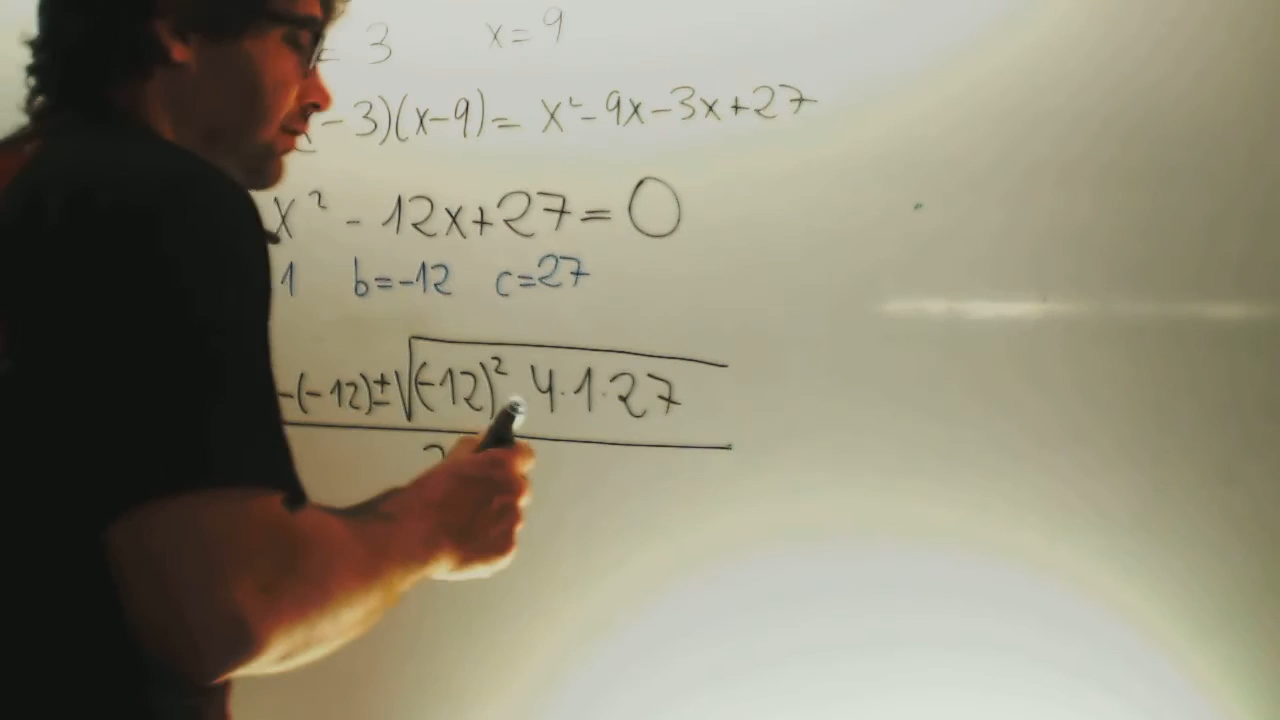 = 3 x = 9
- 3)(x-9) = x² - 9x - 3x + 27
x² - 12x + 27 = 0
1 b = -12 c = 27
-(-12) ± √(-12)² 4 · 1 · 27
2